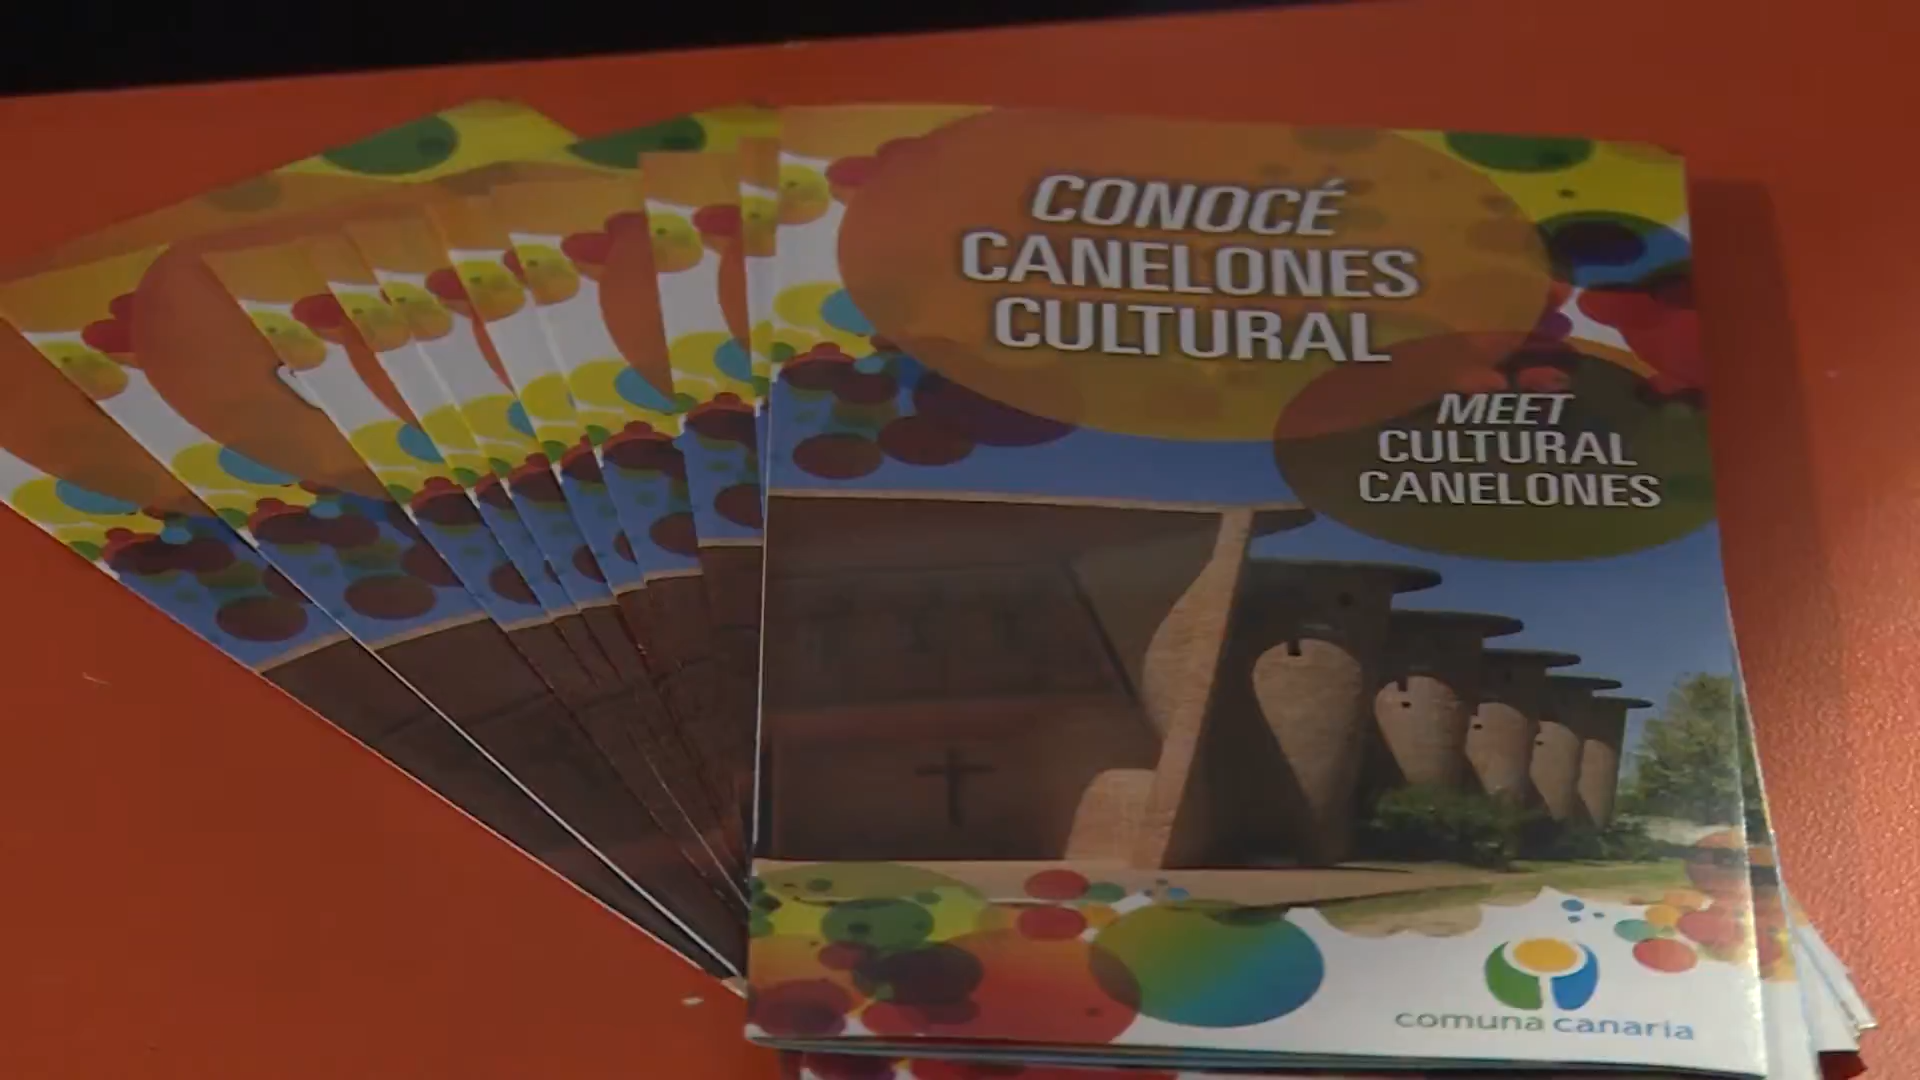 CONOCÉ
CANELONES
CULTURAL
MEET
CULTURAL
CANELONES
comuna canaria